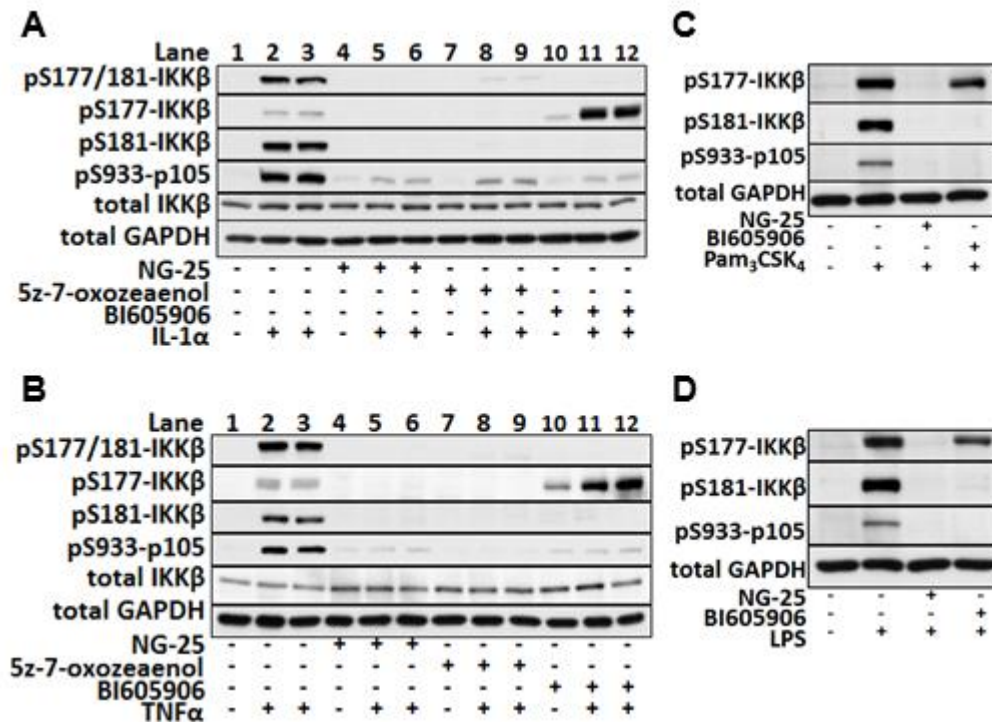 A
Lane 1 2 3 4 5 6 7 8 9 10 11 12
pS177/181-IKKβ
pS177-IKKβ
pS181-IKKβ
pS933-p105
total IKKβ
total GAPDH
NG-25 - - - + + + - - - - - -
5z-7-oxozeaenol - - - - - - + + + - - -
BI605906 - - - - - - - - - + + +
IL-1α - + + - + + - + + - + +
B
Lane 1 2 3 4 5 6 7 8 9 10 11 12
pS177/181-IKKβ
pS177-IKKβ
pS181-IKKβ
pS933-p105
total IKKβ
total GAPDH
NG-25 - - - + + + - - - - - -
5z-7-oxozeaenol - - - - - - + + + - - -
BI605906 - - - - - - - - - + + +
TNFα - + + - + + - + + - + +
C
pS177-IKKβ
pS181-IKKβ
pS933-p105
total GAPDH
NG-25 - - + -
BI605906 - - - +
Pam₃CSK₄ - + + +
D
pS177-IKKβ
pS181-IKKβ
pS933-p105
total GAPDH
NG-25 - - + -
BI605906 - - - +
LPS - + + +